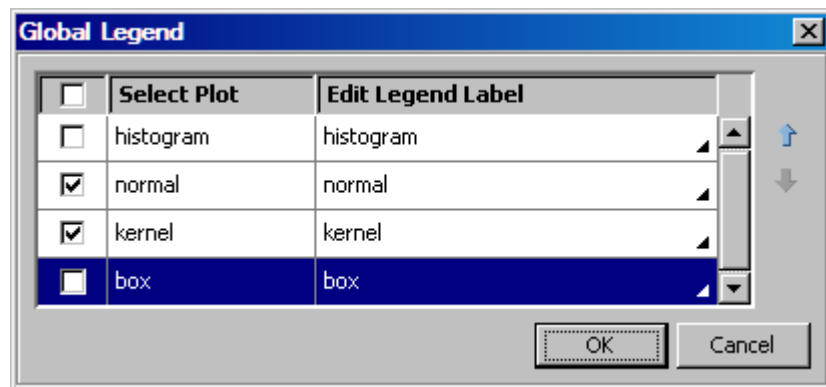 Global Legend
Select Plot Edit Legend Label
histogram histogram
normal normal
kernel kernel
box box
OK Cancel